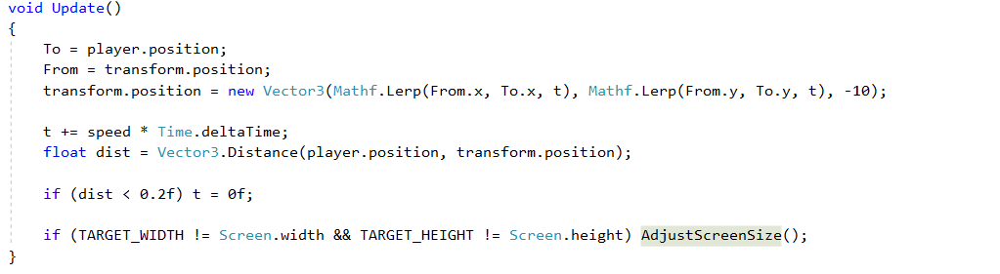 void Update()
{
To = player.position;
From = transform.position;
transform.position = new Vector3(Mathf.Lerp(From.x, To.x, t), Mathf.Lerp(From.y, To.y, t), -10);
t += speed * Time.deltaTime;
float dist = Vector3.Distance(player.position, transform.position);
if (dist < 0.2f) t = 0f;
if (TARGET_WIDTH != Screen.width && TARGET_HEIGHT != Screen.height) AdjustScreenSize();
}